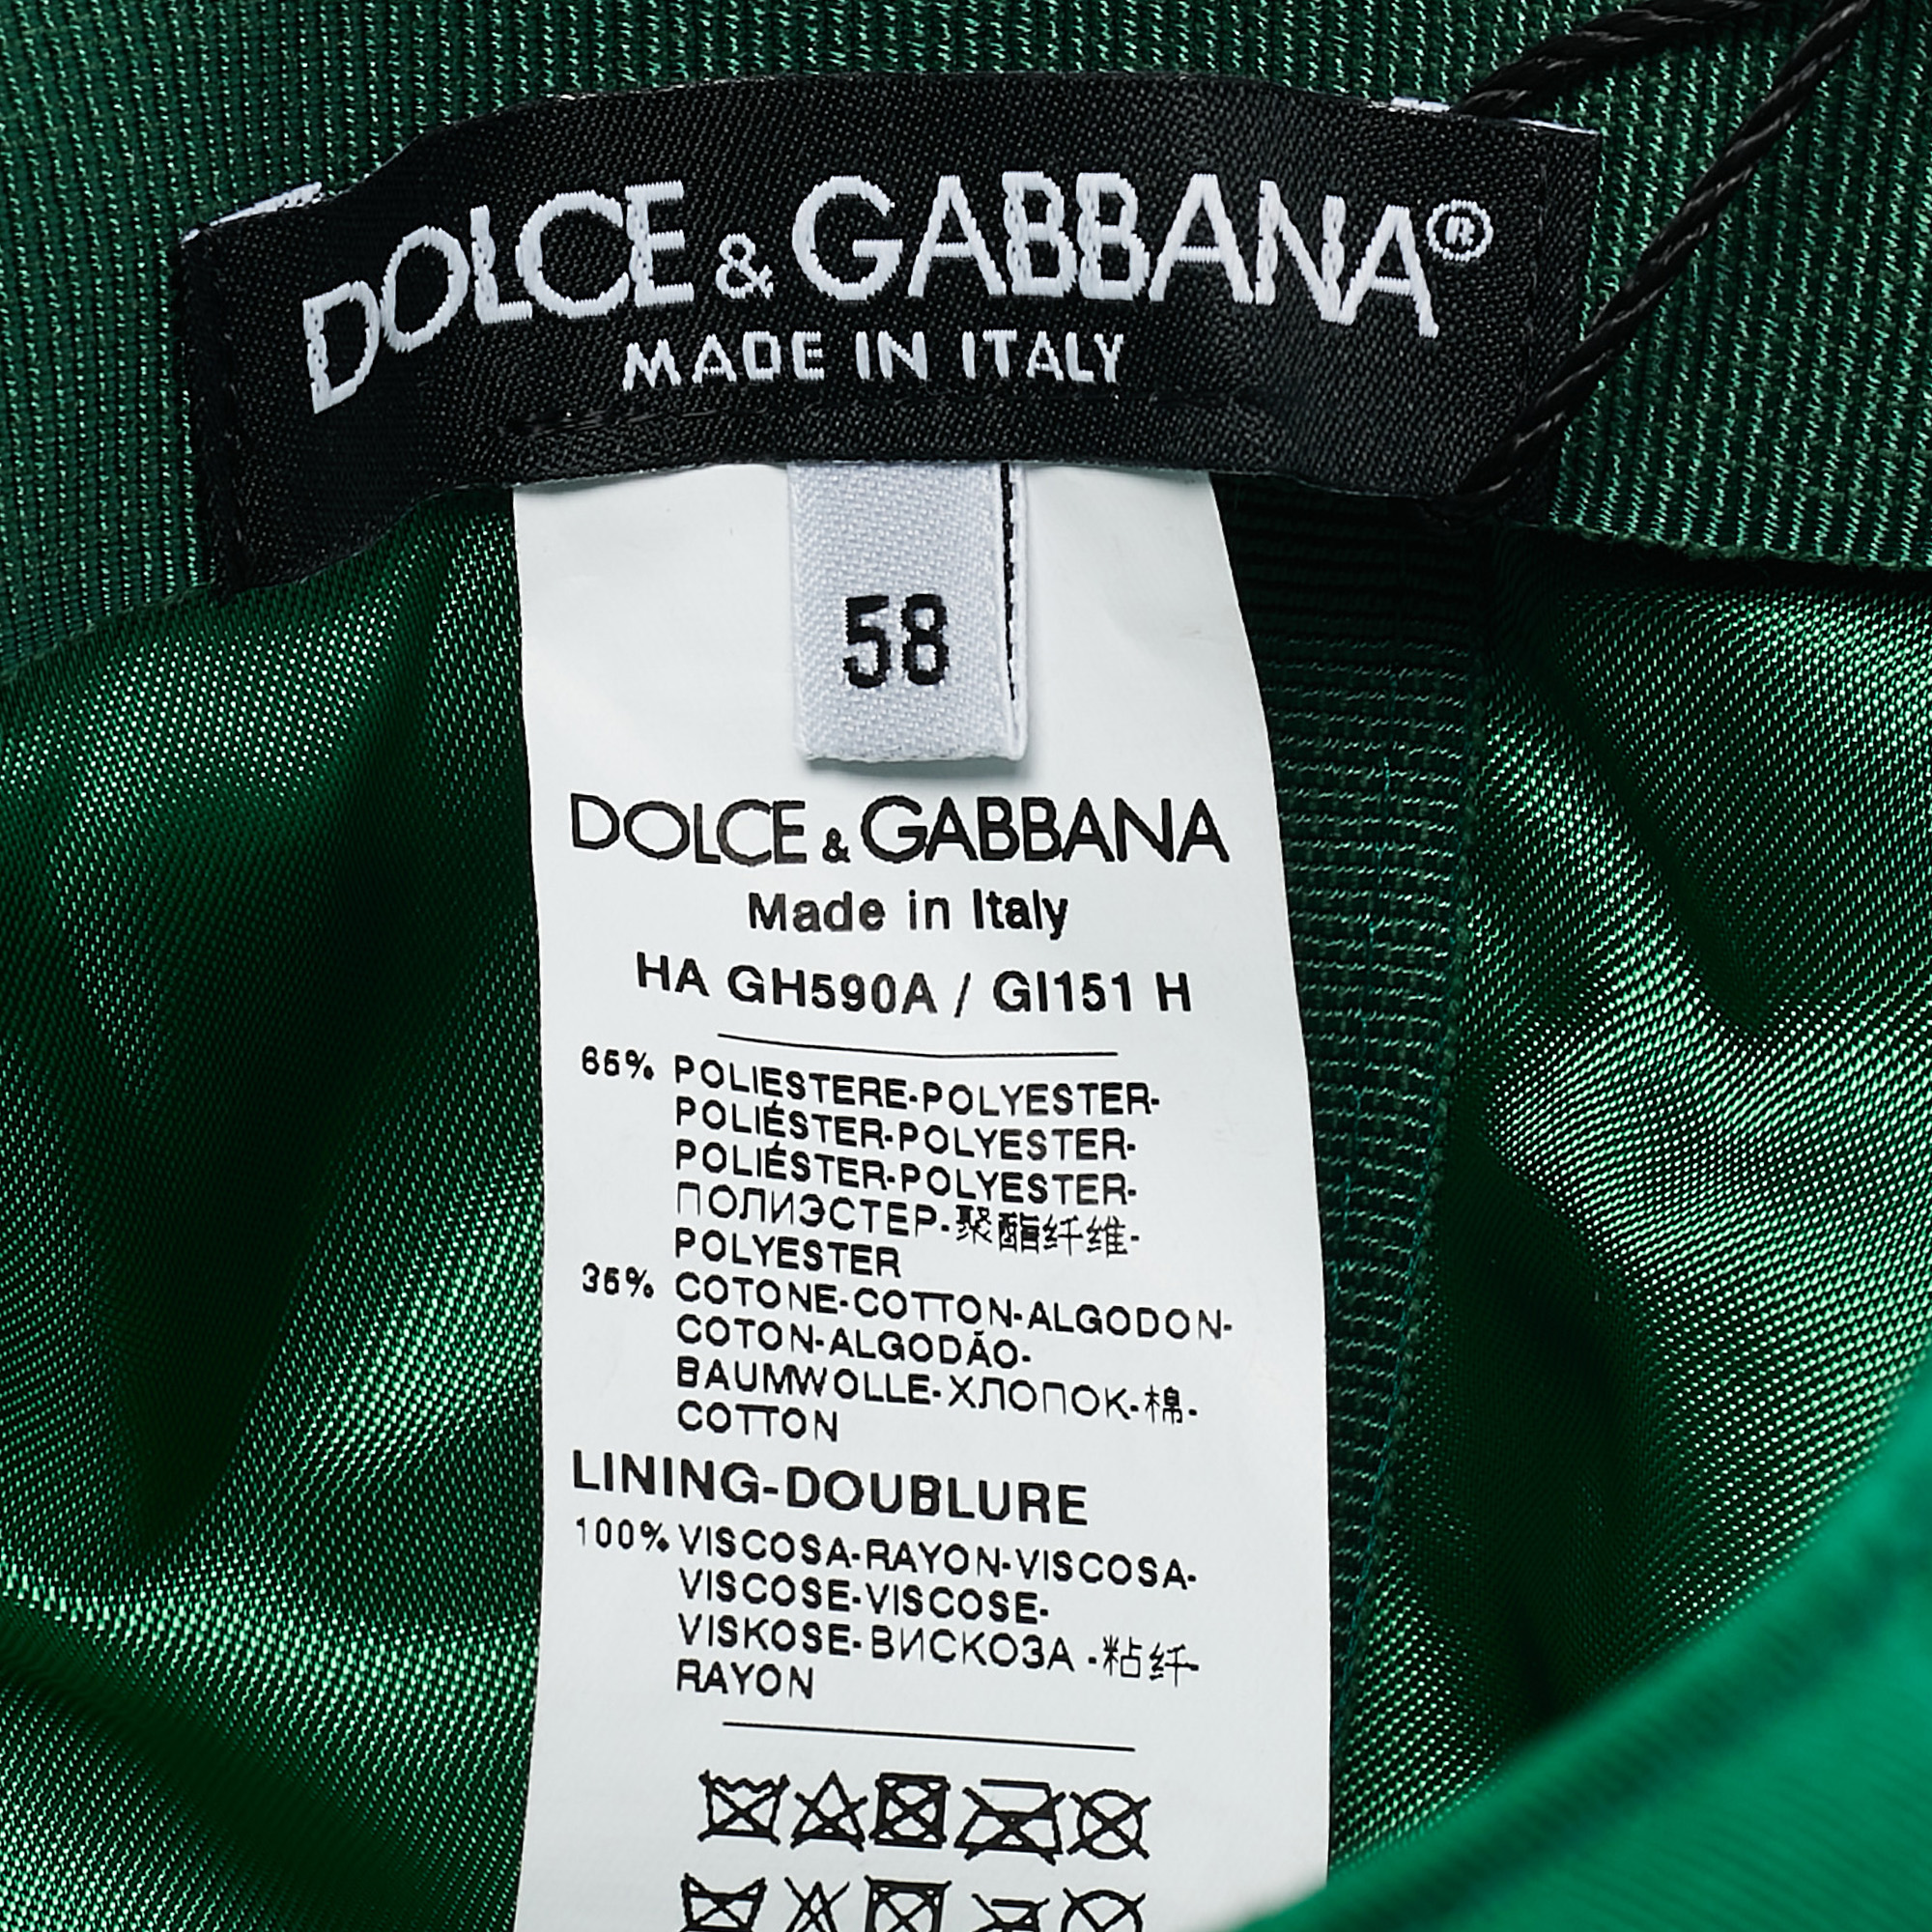 DOLCE & GABBANA®
MADE IN ITALY
58
DOLCE & GABBANA
Made in Italy
HA GH590A / GI151 H
65% POLIESTERE-POLYESTER-
POLIÉSTER-POLYESTER-
POLIÉSTER-POLYESTER-
ПОЛИЭСТЕР-聚酯纤维-
POLYESTER
35% COTONE-COTTON-ALGODON-
COTON-ALGODÃO-
BAUMWOLLE-ХЛОПОК-棉-
COTTON
LINING-DOUBLURE
100% VISCOSA-RAYON-VISCOSA-
VISCOSE-VISCOSE-
VISKOSE-ВИСКОЗА -粘纤-
RAYON